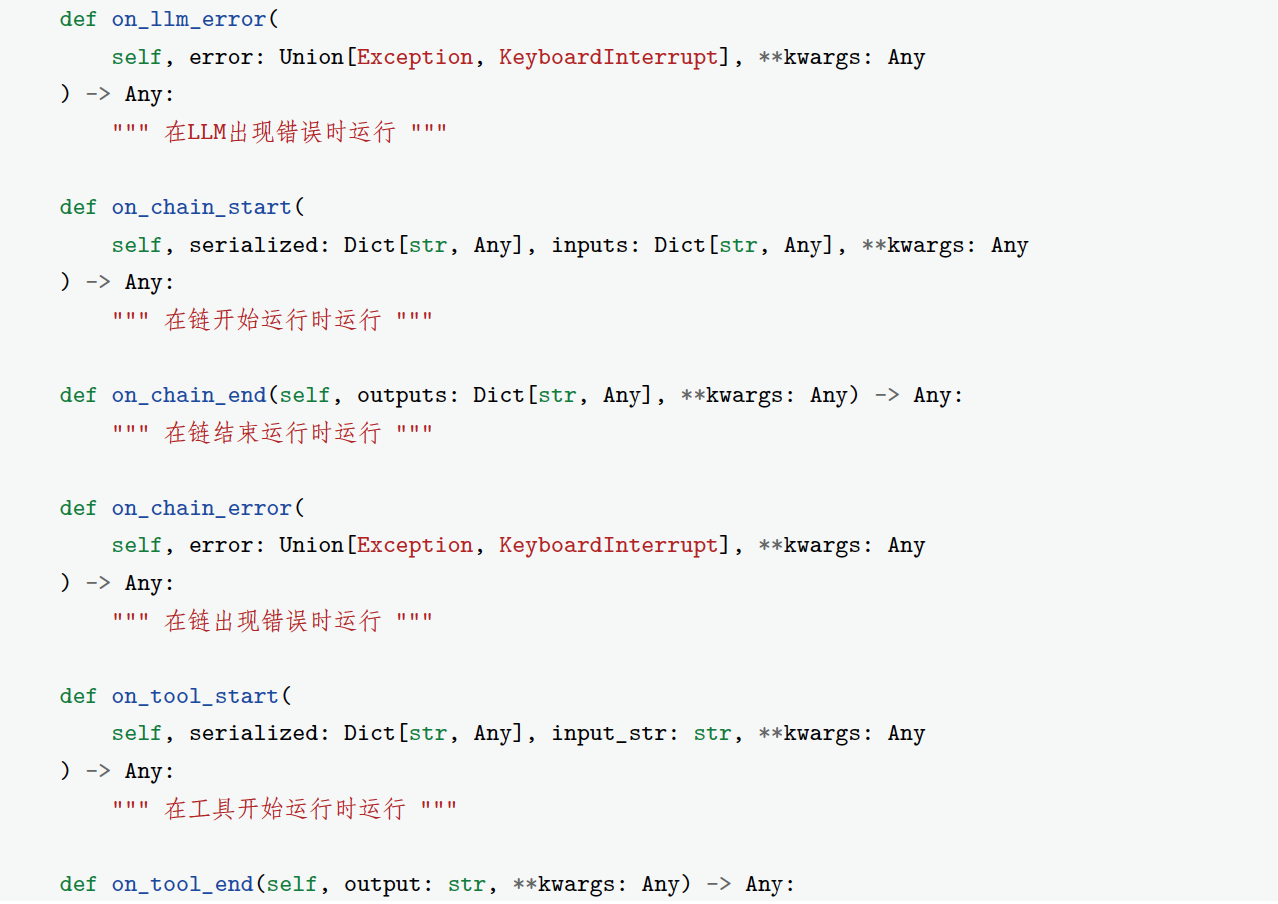 def on_llm_error(
    self, error: Union[Exception, KeyboardInterrupt], **kwargs: Any
) -> Any:
    """ 在LLM出现错误时运行 """
def on_chain_start(
    self, serialized: Dict[str, Any], inputs: Dict[str, Any], **kwargs: Any
) -> Any:
    """ 在链开始运行时运行 """
def on_chain_end(self, outputs: Dict[str, Any], **kwargs: Any) -> Any:
    """ 在链结束运行时运行 """
def on_chain_error(
    self, error: Union[Exception, KeyboardInterrupt], **kwargs: Any
) -> Any:
    """ 在链出现错误时运行 """
def on_tool_start(
    self, serialized: Dict[str, Any], input_str: str, **kwargs: Any
) -> Any:
    """ 在工具开始运行时运行 """
def on_tool_end(self, output: str, **kwargs: Any) -> Any: